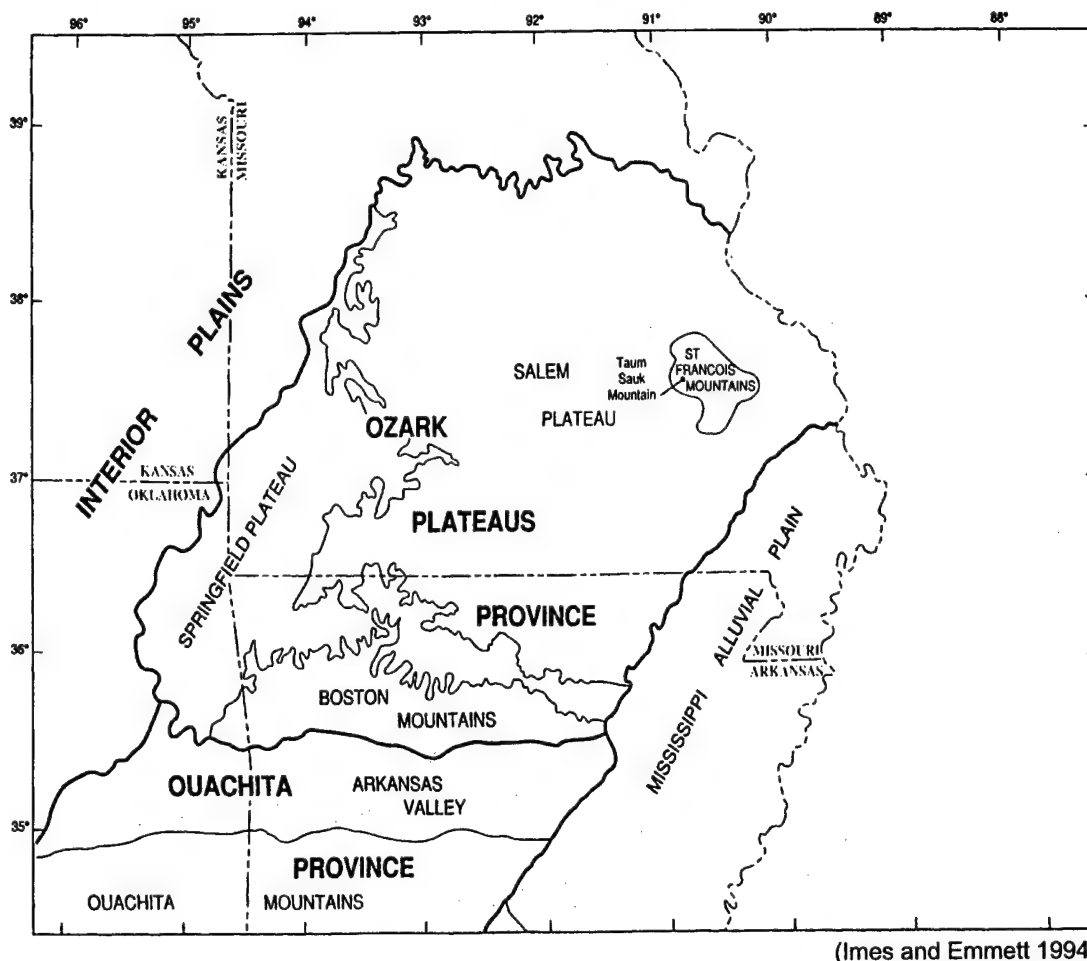 96° 95° 94° 93° 92° 91° 90° 89° 88°
39°
38°
37°
36°
35°
KANSAS
MISSOURI
INTERIOR PLAINS
KANSAS
OKLAHOMA
SPRINGFIELD PLATEAU
OZARK
PLATEAUS
PROVINCE
SALEM
PLATEAU
Taum
Sauk
Mountain
ST
FRANCOIS
MOUNTAINS
BOSTON
MOUNTAINS
MISSISSIPPI ALLUVIAL PLAIN
MISSOURI
ARKANSAS
OUACHITA
PROVINCE
ARKANSAS
VALLEY
OUACHITA MOUNTAINS
(Imes and Emmett 1994